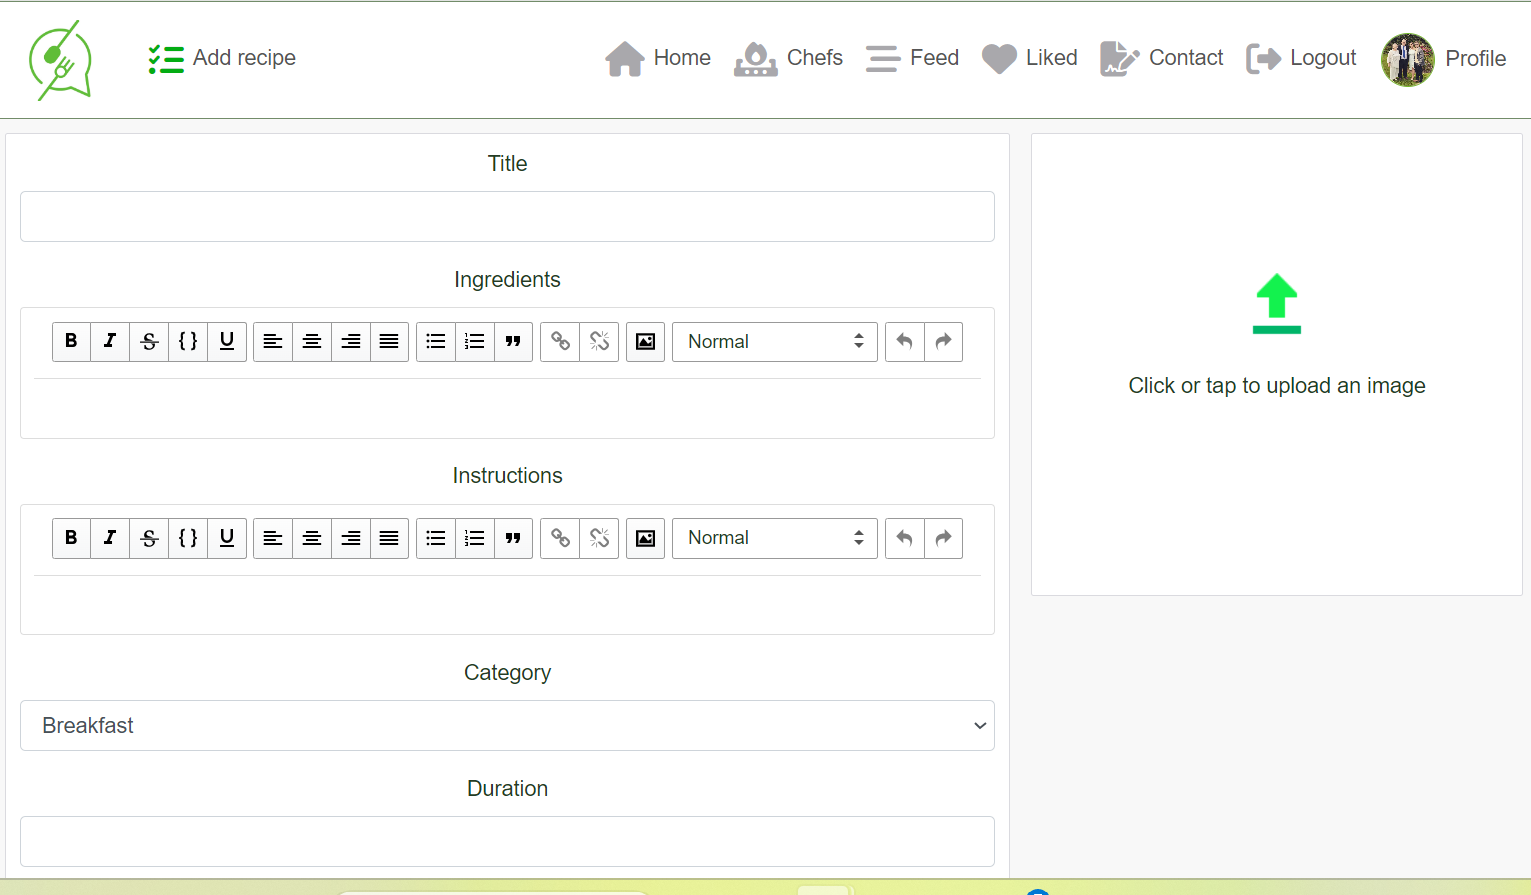 Add recipe
Home
Chefs
Feed
Liked
Contact
Logout
Profile
Title
Ingredients
B I S {} U
Normal
Click or tap to upload an image
Instructions
B I S {} U
Normal
Category
Breakfast
Duration